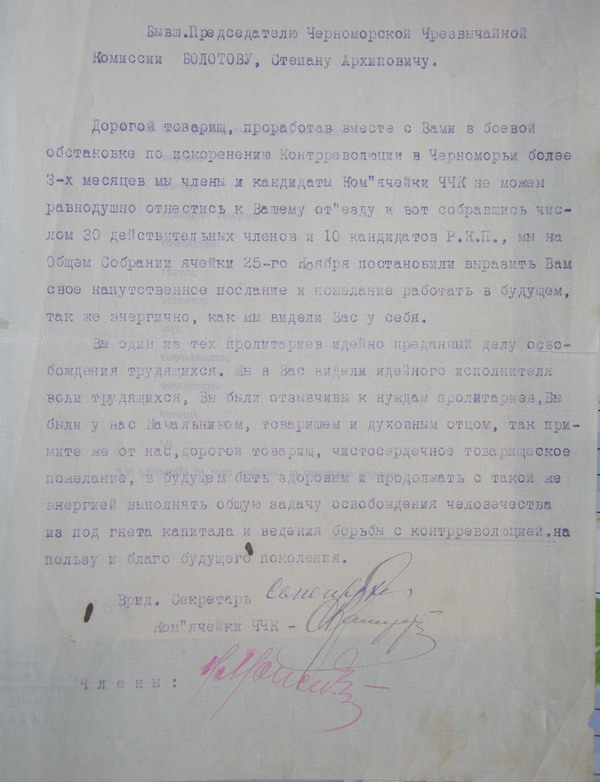 Бывш.Председателю Черноморской Чрезвычайной
Комиссии БОЛОТОВУ, Степану Архиповичу.
Дорогой товарищ, проработав вместе с Вами в боевой
обстановке по искоренению Контрреволюции в Черноморьи более
3-х месяцев мы члены и кандидаты Ком"ячейки ЧЧК не можем
равнодушно отнестись к Вашему от"езду и вот собравшись чис-
лом 30 действительных членов и 10 кандидатов Р.К.П., мы на
Общем Собрании ячейки 25-го Ноября постановили выразить Вам
свое напутственное послание и пожелание работать в будущем,
так же энергично, как мы видели Вас у себя.
Вы один из тех Пролитариев идейно преданный делу осво-
бождения трудящихся. Мы в Вас видели идейного исполнителя
воли трудящихся, Вы были отзывчивы к нуждам пролитариев,Вы
были у нас Начальником, товарищем и духовным отцом, так при-
мите же от нас,дорогой товарищ, чистосердечное товарищеское
пожелание, в будущем быть здоровым и продолжать с такой же
энергией выполнять общую задачу освобождения человечества
из под гнета капитала и ведения борьбы с контрреволюцией,на
пользу и благо будущего поколения.
Врид. Секретарь
Ком"ячейки ЧЧК -
Члены: